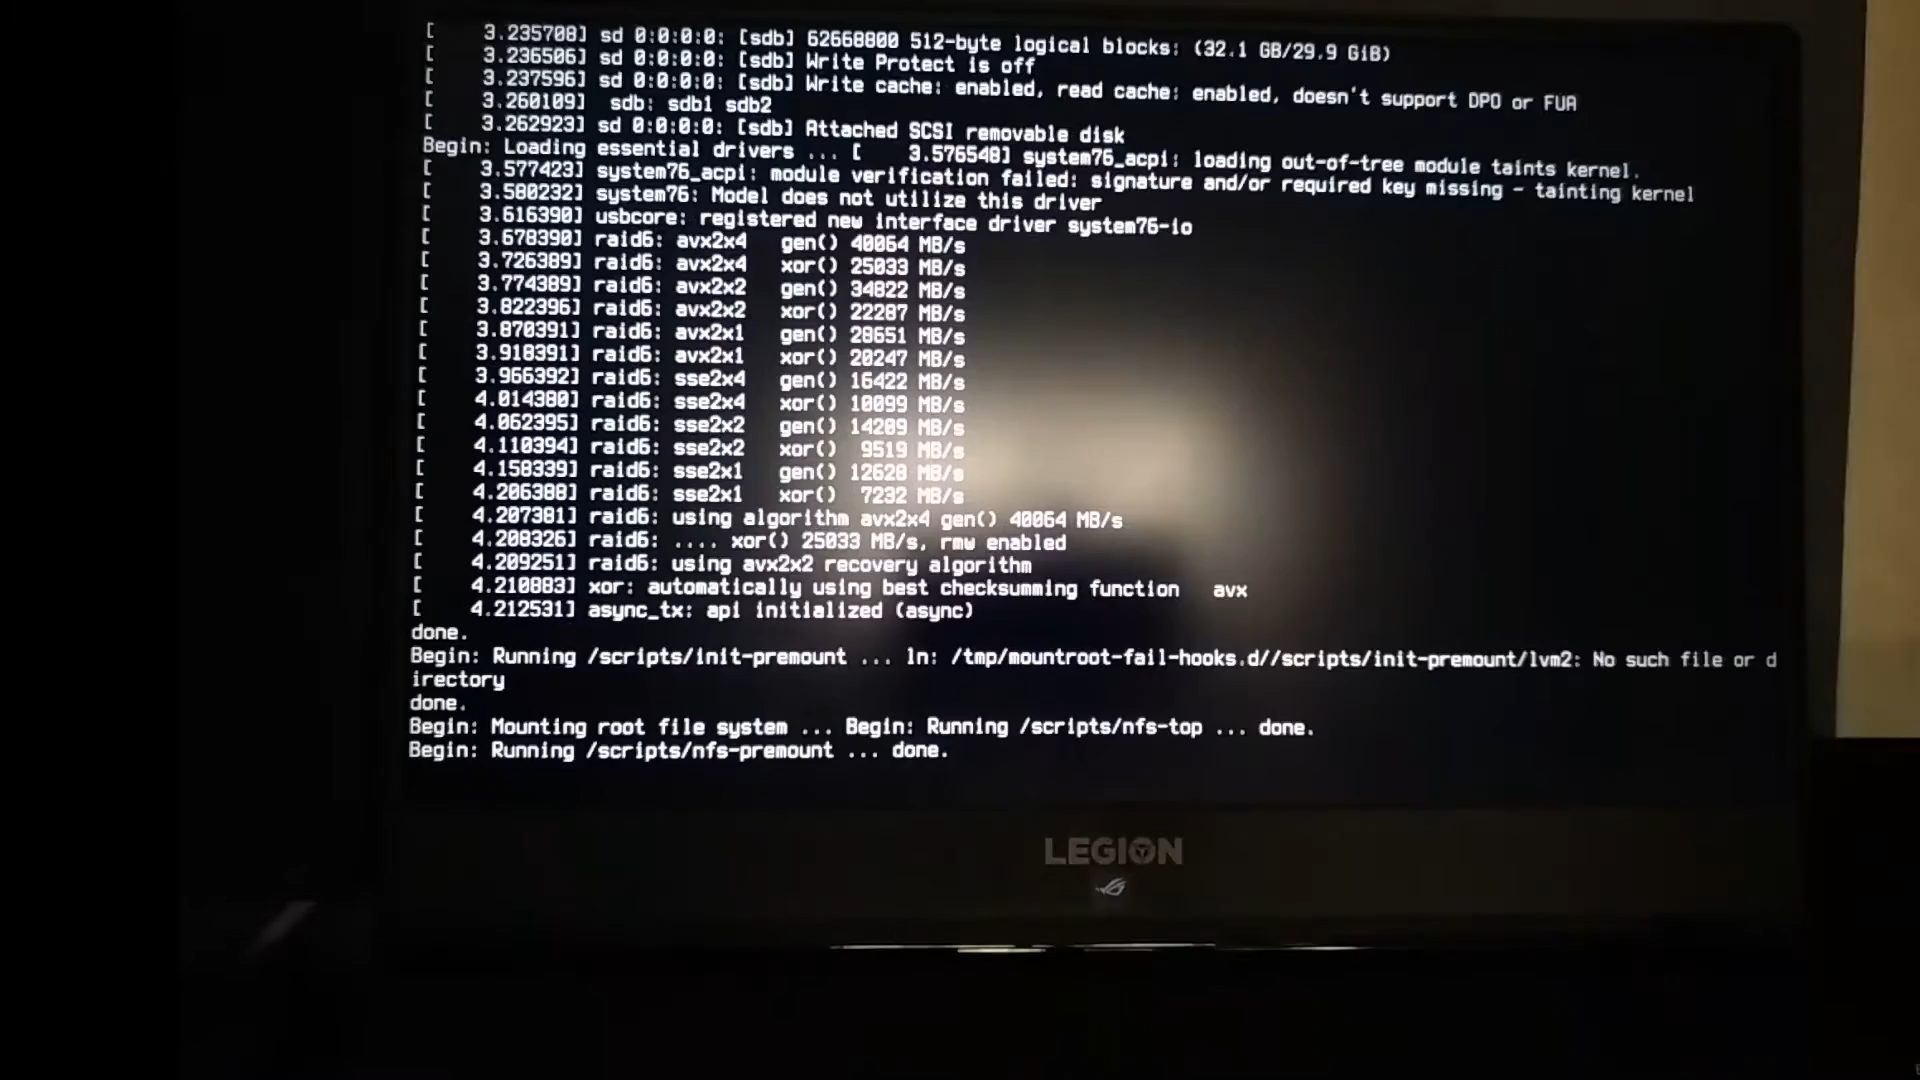 [    3.235708] sd 0:0:0:0: [sdb] 62668800 512-byte logical blocks: (32.1 GB/29.9 GiB)
[    3.236506] sd 0:0:0:0: [sdb] Write Protect is off
[    3.237596] sd 0:0:0:0: [sdb] Write cache: enabled, read cache: enabled, doesn't support DPO or FUA
[    3.260109]  sdb: sdb1 sdb2
[    3.262923] sd 0:0:0:0: [sdb] Attached SCSI removable disk
Begin: Loading essential drivers ... [    3.576548] system76_acpi: loading out-of-tree module taints kernel.
[    3.577423] system76_acpi: module verification failed: signature and/or required key missing - tainting kernel
[    3.580232] system76: Model does not utilize this driver
[    3.616390] usbcore: registered new interface driver system76-io
[    3.678390] raid6: avx2x4   gen() 40064 MB/s
[    3.726389] raid6: avx2x4   xor() 25033 MB/s
[    3.774389] raid6: avx2x2   gen() 34822 MB/s
[    3.822396] raid6: avx2x2   xor() 22287 MB/s
[    3.870391] raid6: avx2x1   gen() 28651 MB/s
[    3.918391] raid6: avx2x1   xor() 20247 MB/s
[    3.966392] raid6: sse2x4   gen() 16422 MB/s
[    4.014380] raid6: sse2x4   xor() 10099 MB/s
[    4.062395] raid6: sse2x2   gen() 14209 MB/s
[    4.110394] raid6: sse2x2   xor()  9519 MB/s
[    4.158339] raid6: sse2x1   gen() 12628 MB/s
[    4.206388] raid6: sse2x1   xor()  7232 MB/s
[    4.207381] raid6: using algorithm avx2x4 gen() 40064 MB/s
[    4.208326] raid6: .... xor() 25033 MB/s, rmw enabled
[    4.209251] raid6: using avx2x2 recovery algorithm
[    4.210883] xor: automatically using best checksumming function   avx
[    4.212531] async_tx: api initialized (async)
done.
Begin: Running /scripts/init-premount ... ln: /tmp/mountroot-fail-hooks.d//scripts/init-premount/lvm2: No such file or d
irectory
done.
Begin: Mounting root file system ... Begin: Running /scripts/nfs-top ... done.
Begin: Running /scripts/nfs-premount ... done.
LEGION